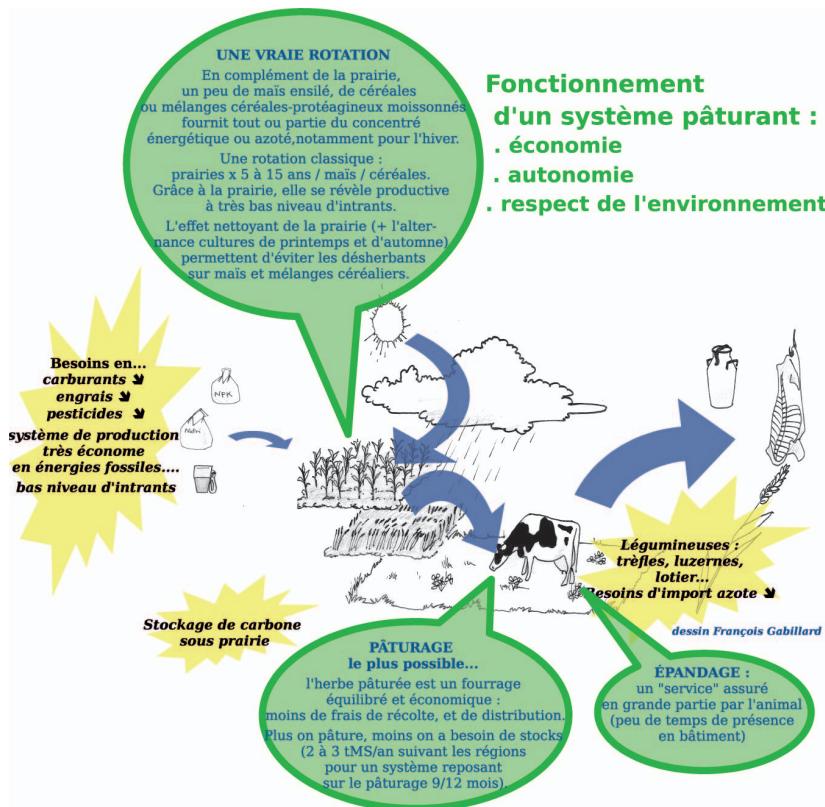 UNE VRAIE ROTATION
En complément de la prairie,
un peu de maïs ensilé, de céréales
ou mélanges céréales-protéagineux moissonnés
fournit tout ou partie du concentré
énergétique ou azoté,notamment pour l'hiver.
Une rotation classique :
prairies x 5 à 15 ans / maïs / céréales.
Grâce à la prairie, elle se révèle productive
à très bas niveau d'intrants.
L'effet nettoyant de la prairie (+ l'alter-
nance cultures de printemps et d'automne)
permettent d'éviter les désherbants
sur maïs et mélanges céréaliers.
Fonctionnement
d'un système pâturant :
. économie
. autonomie
. respect de l'environnement
Besoins en...
carburants ↘
engrais ↘
pesticides ↘
système de production
très économe
en énergies fossiles....
bas niveau d'intrants
NPK
Légumineuses :
trèfles, luzernes,
lotier...
Besoins d'import azote ↘
dessin François Gabillard
Stockage de carbone
sous prairie
PÂTURAGE
le plus possible...
l'herbe pâturée est un fourrage
équilibré et économique :
moins de frais de récolte, et de distribution.
Plus on pâture, moins on a besoin de stocks
(2 à 3 tMS/an suivant les régions
pour un système reposant
sur le pâturage 9/12 mois).
ÉPANDAGE :
un "service" assuré
en grande partie par l'animal
(peu de temps de présence
en bâtiment)